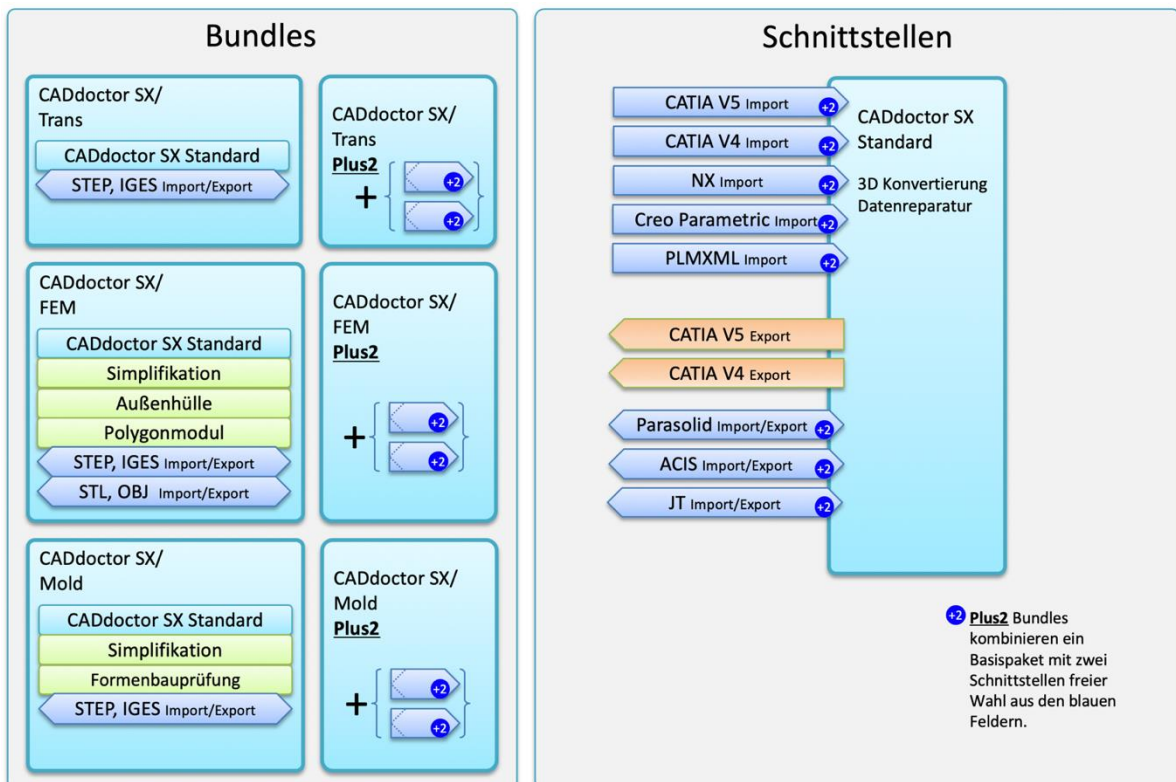 Bundles
CADdoctor SX/
Trans
CADdoctor SX Standard
STEP, IGES Import/Export
CADdoctor SX/
Trans
Plus2
+
+2
+2
CADdoctor SX/
FEM
CADdoctor SX Standard
Simplifikation
Außenhülle
Polygonmodul
STEP, IGES Import/Export
STL, OBJ Import/Export
CADdoctor SX/
FEM
Plus2
+
+2
+2
CADdoctor SX/
Mold
CADdoctor SX Standard
Simplifikation
Formenbauprüfung
STEP, IGES Import/Export
CADdoctor SX/
Mold
Plus2
+
+2
+2
Schnittstellen
CATIA V5 Import +2
CATIA V4 Import +2
NX Import +2
Creo Parametric Import +2
PLMXML Import +2
CATIA V5 Export
CATIA V4 Export
Parasolid Import/Export +2
ACIS Import/Export +2
JT Import/Export +2
CADdoctor SX
Standard
3D Konvertierung
Datenreparatur
+2 Plus2 Bundles
kombinieren ein
Basispaket mit zwei
Schnittstellen freier
Wahl aus den blauen
Feldern.